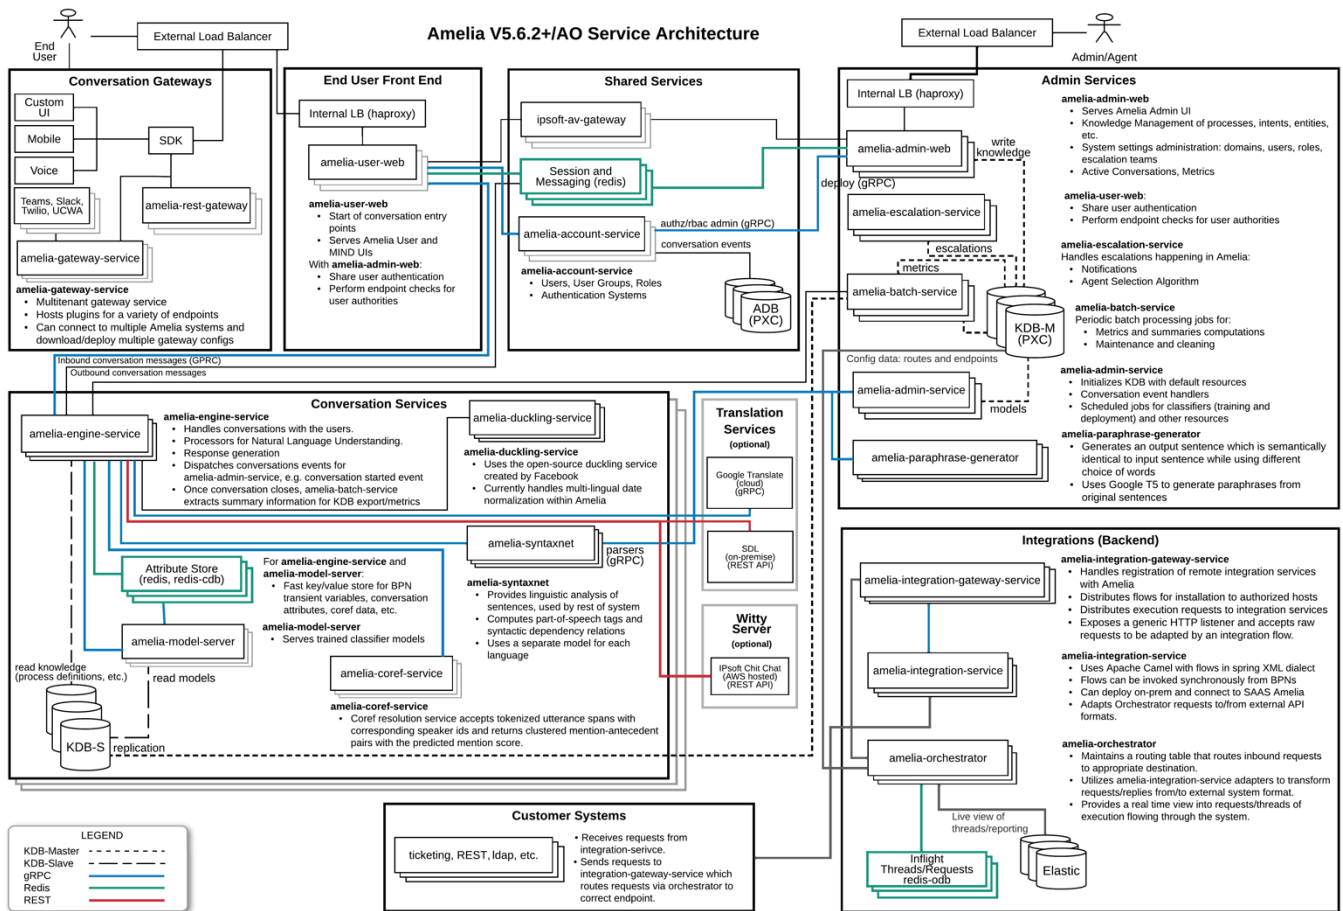 Amelia V5.6.2+/AO Service Architecture
End
User
External Load Balancer
External Load Balancer
Admin/Agent
Conversation Gateways
Custom
UI
Mobile
Voice
SDK
Teams, Slack,
Twilio, UCWA
amelia-rest-gateway
amelia-gateway-service
amelia-gateway-service
• Multitenant gateway service
• Hosts plugins for a variety of endpoints
• Can connect to multiple Amelia systems and
download/deploy multiple gateway configs
End User Front End
Internal LB (haproxy)
amelia-user-web
amelia-user-web
• Start of conversation entry
points
• Serves Amelia User and
MIND UIs
With amelia-admin-web:
• Share user authentication
• Perform endpoint checks for
user authorities
Shared Services
ipsoft-av-gateway
Session and
Messaging (redis)
amelia-account-service
authz/rbac admin (gRPC)
conversation events
amelia-account-service
• Users, User Groups, Roles
• Authentication Systems
ADB
(PXC)
Admin Services
Internal LB (haproxy)
amelia-admin-web
write
knowledge
deploy (gRPC)
amelia-escalation-service
escalations
metrics
amelia-batch-service
KDB-M
(PXC)
Config data: routes and endpoints
amelia-admin-service
models
amelia-paraphrase-generator
amelia-admin-web
• Serves Amelia Admin UI
• Knowledge Management of processes, intents, entities,
etc.
• System settings administration: domains, users, roles,
escalation teams
• Active Conversations, Metrics
amelia-user-web:
• Share user authentication
• Perform endpoint checks for user authorities
amelia-escalation-service
Handles escalations happening in Amelia:
• Notifications
• Agent Selection Algorithm
amelia-batch-service
Periodic batch processing jobs for:
• Metrics and summaries computations
• Maintenance and cleaning
amelia-admin-service
• Initializes KDB with default resources
• Conversation event handlers
• Scheduled jobs for classifiers (training and
deployment) and other resources
amelia-paraphrase-generator
• Generates an output sentence which is semantically
identical to input sentence while using different
choice of words
• Uses Google T5 to generate paraphrases from
original sentences
Inbound conversation messages (GPRC)
Outbound conversation messages
Conversation Services
amelia-engine-service
amelia-engine-service
• Handles conversations with the users.
• Processors for Natural Language Understanding.
• Response generation
• Dispatches conversations events for
amelia-admin-service, e.g. conversation started event
• Once conversation closes, amelia-batch-service
extracts summary information for KDB export/metrics
amelia-duckling-service
amelia-duckling-service
• Uses the open-source duckling service
created by Facebook
• Currently handles multi-lingual date
normalization within Amelia
amelia-syntaxnet
parsers
(gRPC)
amelia-syntaxnet
• Provides linguistic analysis of
sentences, used by rest of system
• Computes part-of-speech tags and
syntactic dependency relations
• Uses a separate model for each
language
Attribute Store
(redis, redis-cdb)
For amelia-engine-service and
amelia-model-server:
• Fast key/value store for BPN
transient variables, conversation
attributes, coref data, etc.
amelia-model-server
amelia-model-server
• Serves trained classifier models
read knowledge
(process definitions, etc.)
read models
amelia-coref-service
amelia-coref-service
• Coref resolution service accepts tokenized utterance spans with
corresponding speaker ids and returns clustered mention-antecedent
pairs with the predicted mention score.
KDB-S
replication
Translation
Services
(optional)
Google Translate
(cloud)
(gRPC)
SDL
(on-premise)
(REST API)
Witty
Server
(optional)
IPsoft Chit Chat
(AWS hosted)
(REST API)
Integrations (Backend)
amelia-integration-gateway-service
amelia-integration-service
amelia-orchestrator
Live view of
threads/reporting
Inflight
Threads/Requests
redis-odb
Elastic
amelia-integration-gateway-service
• Handles registration of remote integration services
with Amelia
• Distributes flows for installation to authorized hosts
• Distributes execution requests to integration services
• Exposes a generic HTTP listener and accepts raw
requests to be adapted by an integration flow.
amelia-integration-service
• Uses Apache Camel with flows in spring XML dialect
• Flows can be invoked synchronously from BPNs
• Can deploy on-prem and connect to SAAS Amelia
• Adapts Orchestrator requests to/from external API
formats.
amelia-orchestrator
• Maintains a routing table that routes inbound requests
to appropriate destination.
• Utilizes amelia-integration-service adapters to transform
requests/replies from/to external system format.
• Provides a real time view into requests/threads of
execution flowing through the system.
Customer Systems
ticketing, REST, ldap, etc.
• Receives requests from
integration-serivce.
• Sends requests to
integration-gateway-service which
routes requests via orchestrator to
correct endpoint.
LEGEND
KDB-Master
KDB-Slave
gRPC
Redis
REST